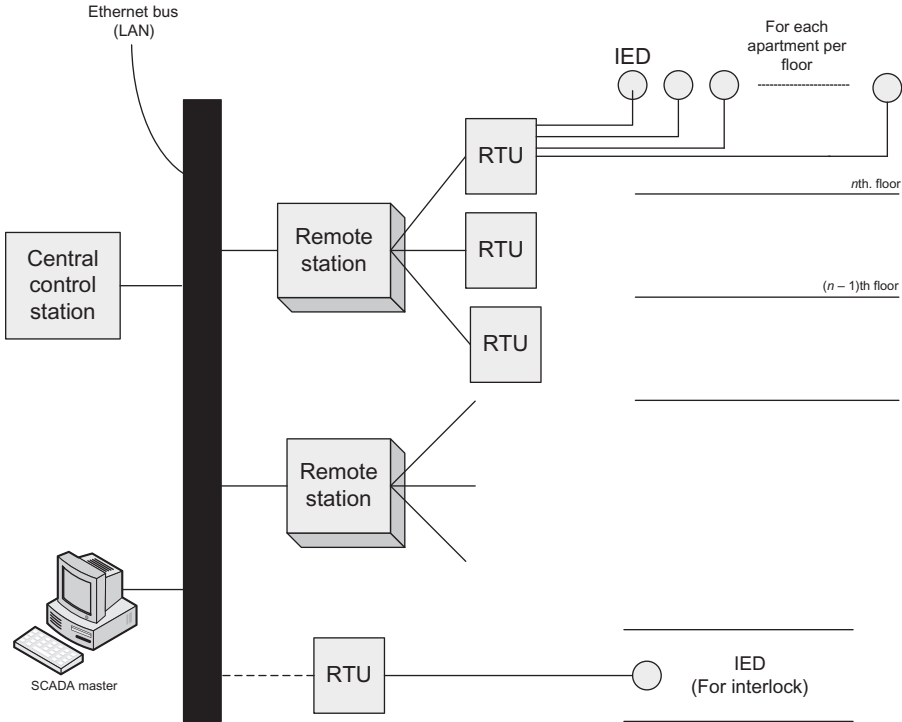 Ethernet bus
(LAN)
For each
apartment per
floor
IED
RTU
nth. floor
Remote
station
RTU
Central
control
station
(n – 1)th floor
RTU
Remote
station
SCADA master
RTU
IED
(For interlock)